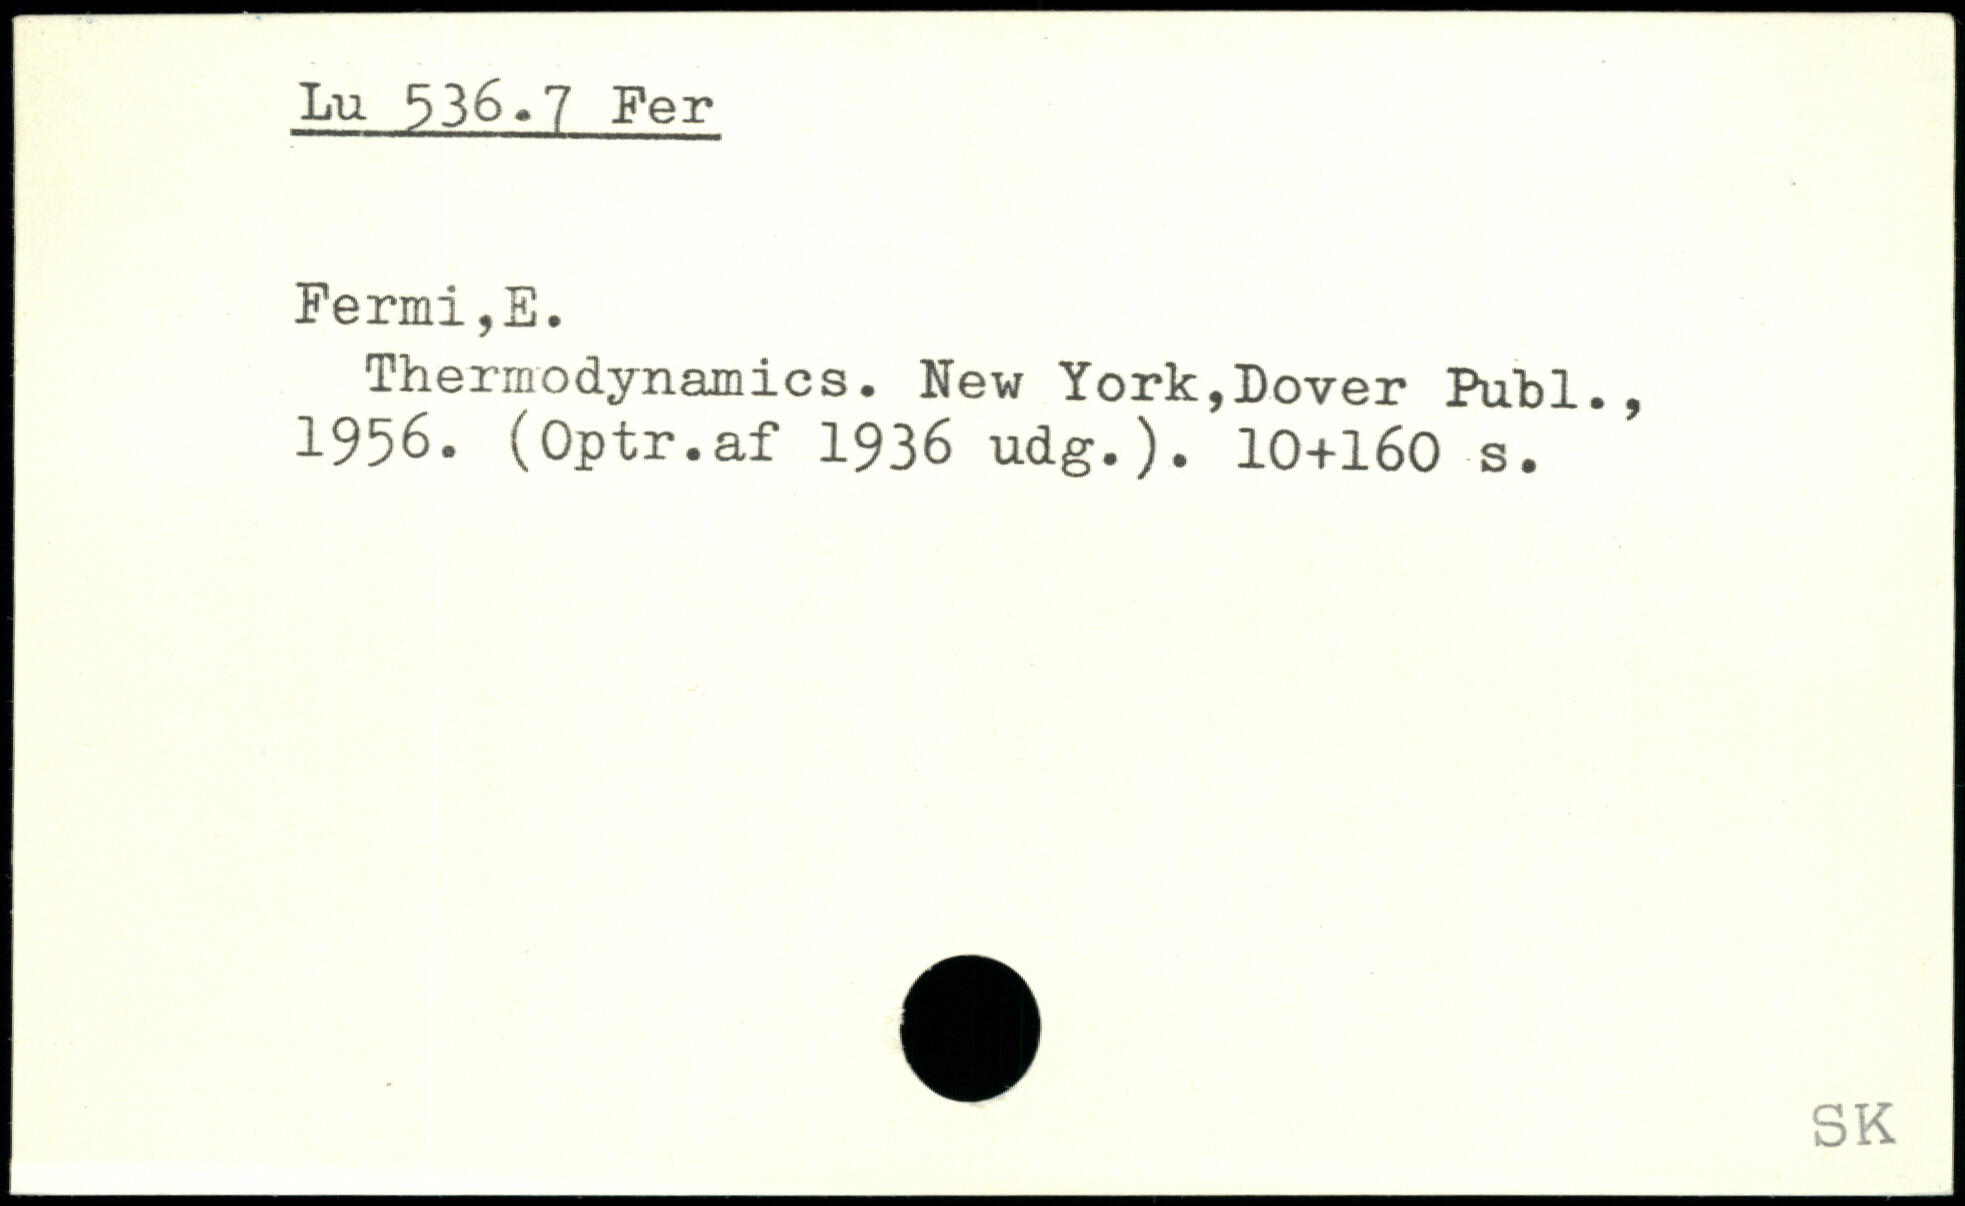 Lu 536.7 Fer
Fermi,E.
Thermodynamics. New York,Dover Publ.,
1956. (Optr.af 1936 udg.). 10+160 s.
SK